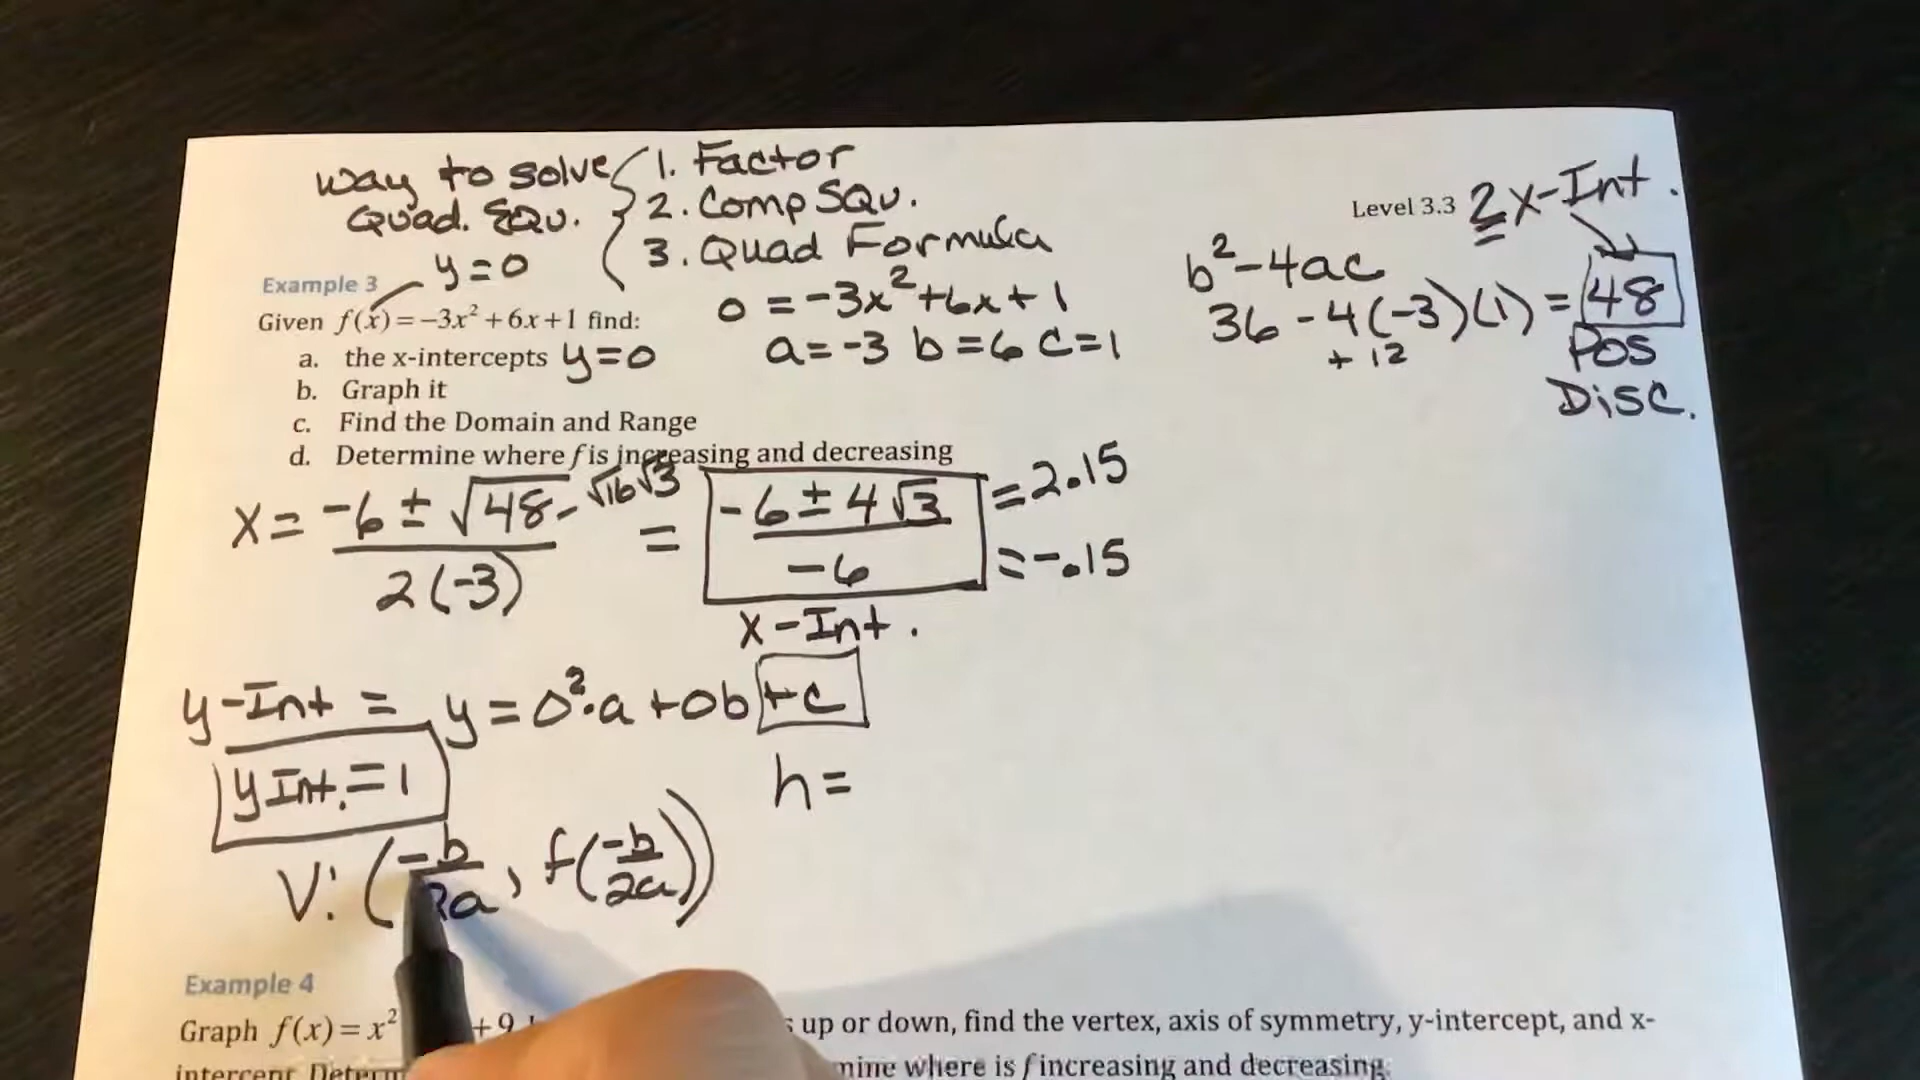 way to solve 1. Factor
Quad. Equ. 2. Comp SQu.
3. Quad Formula
Level 3.3 2 x-Int.
y=0
b²-4ac
Example 3
0 = -3x²+6x+1
36 -4(-3)(1) = 48
+12
Given f(x)=−3x²+6x+1 find:
a=-3 b=6 c=1
Pos
Disc.
a. the x-intercepts y=0
b. Graph it
c. Find the Domain and Range
d. Determine where f is increasing and decreasing
x = -6 ± √48 / 2(-3) √16 √3 = -6 ± 4√3 / -6 = 2.15
= -.15
x-Int.
y-Int = y = 0²·a + 0b + c
y Int. = 1
h =
V: (-b/2a, f(-b/2a))
Example 4
Graph f(x)=x² +9 up or down, find the vertex, axis of symmetry, y-intercept, and x-
intercept where is f increasing and decreasing.